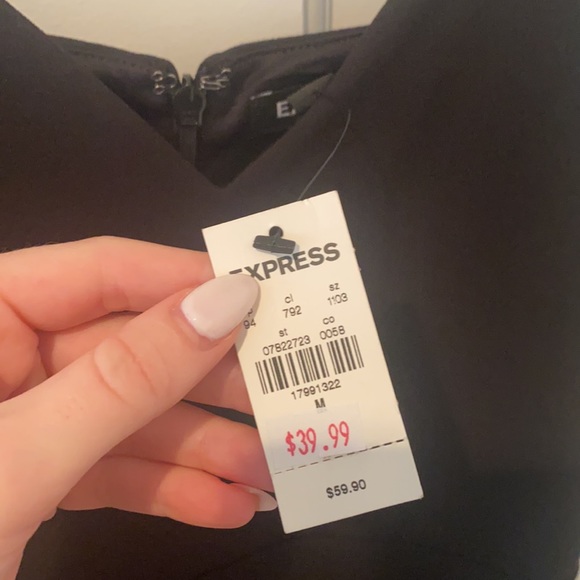 E
EXPRESS
cl sz
94 792 1103
st co
07822723 0058
17991322
M
$39.99
$59.90